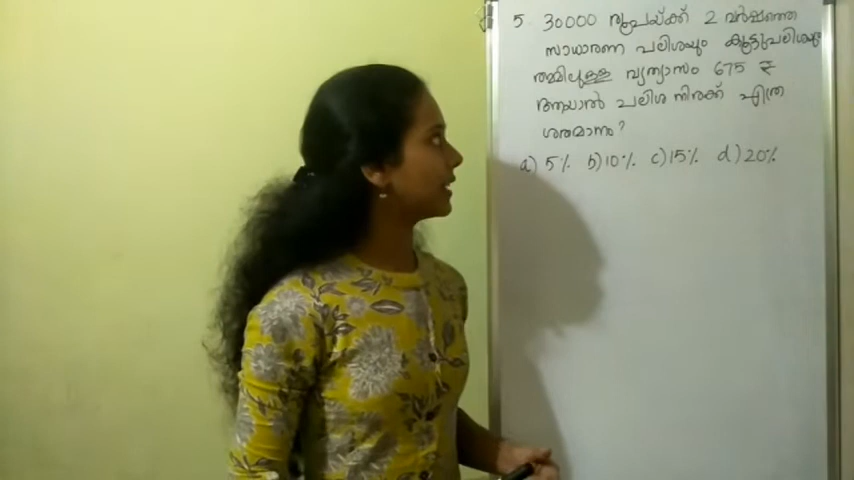 5 30000 രൂപയ്ക്ക് 2 വർഷത്തെ
സാധാരണ പലിശയും കൂട്ടുപലിശയും
തമ്മിലുള്ള വ്യത്യാസം 675 ₹
ആയാൽ പലിശ നിരക്ക് എത്ര
ശതമാനം?
a) 5% b) 10% c) 15% d) 20%